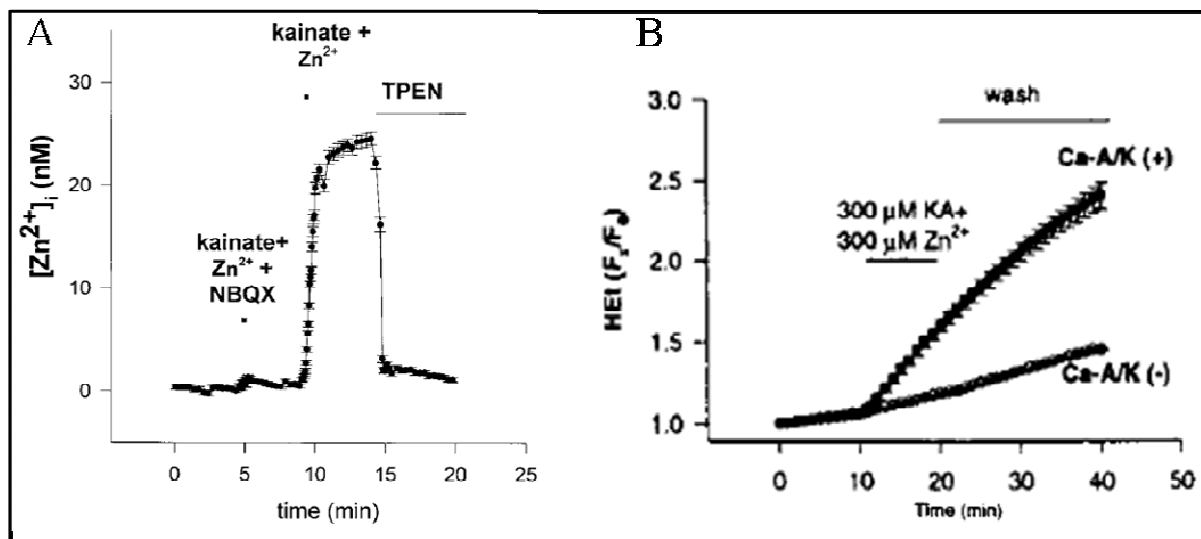 A
kainate +
Zn²⁺
TPEN
kainate+
Zn²⁺ +
NBQX
[Zn²⁺]ᵢ (nM)
30
20
10
0
0 5 10 15 20 25
time (min)
B
wash
Ca-A/K (+)
300 µM KA+
300 µM Zn²⁺
Ca-A/K (-)
HEt (Fₓ/F₀)
3.0
2.5
2.0
1.5
1.0
0 10 20 30 40 50
Time (min)